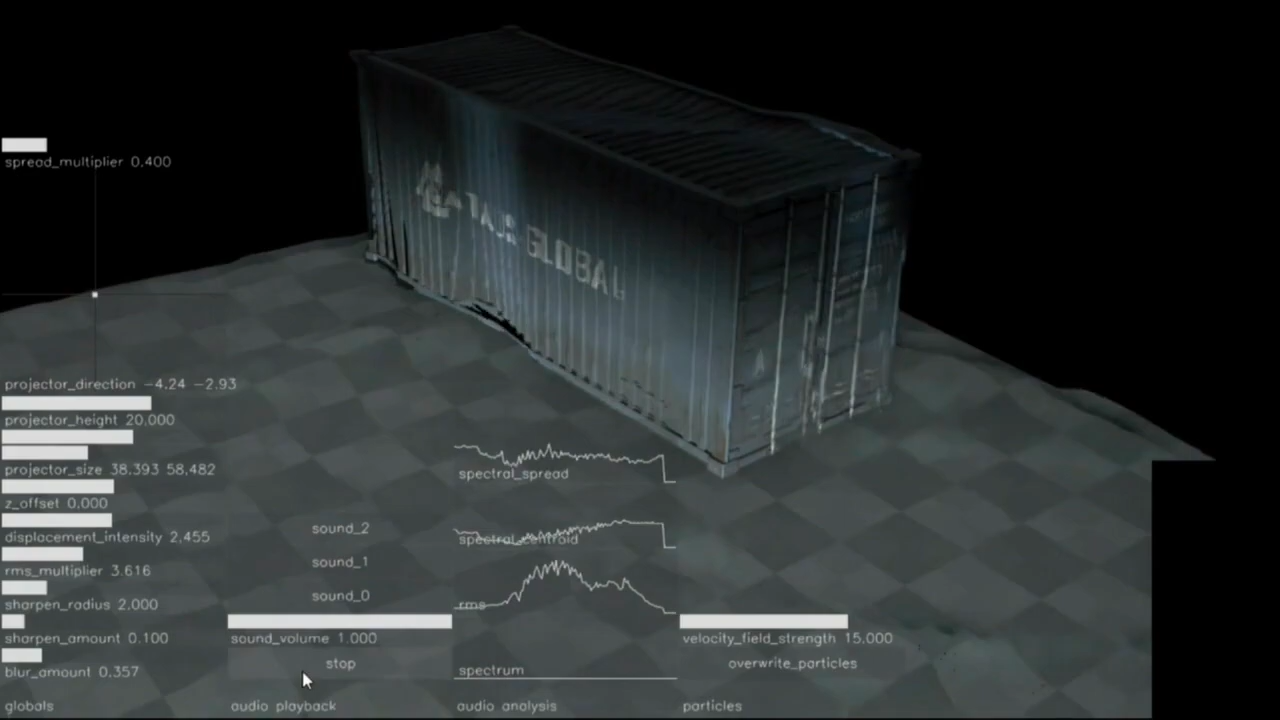 spread_multiplier 0.400
GLOBAL
projector_direction −4.24 −2.93
projector_height 20.000
projector_size 38.393 58.482
z_offset 0.000
displacement_intensity 2.455
rms_multiplier 3.616
sharpen_radius 2.000
sharpen_amount 0.100
blur_amount 0.357
globals
sound_2
sound_1
sound_0
sound_volume 1.000
stop
audio playback
spectral_spread
spectral_centroid
rms
spectrum
audio analysis
velocity_field_strength 15.000
overwrite_particles
particles